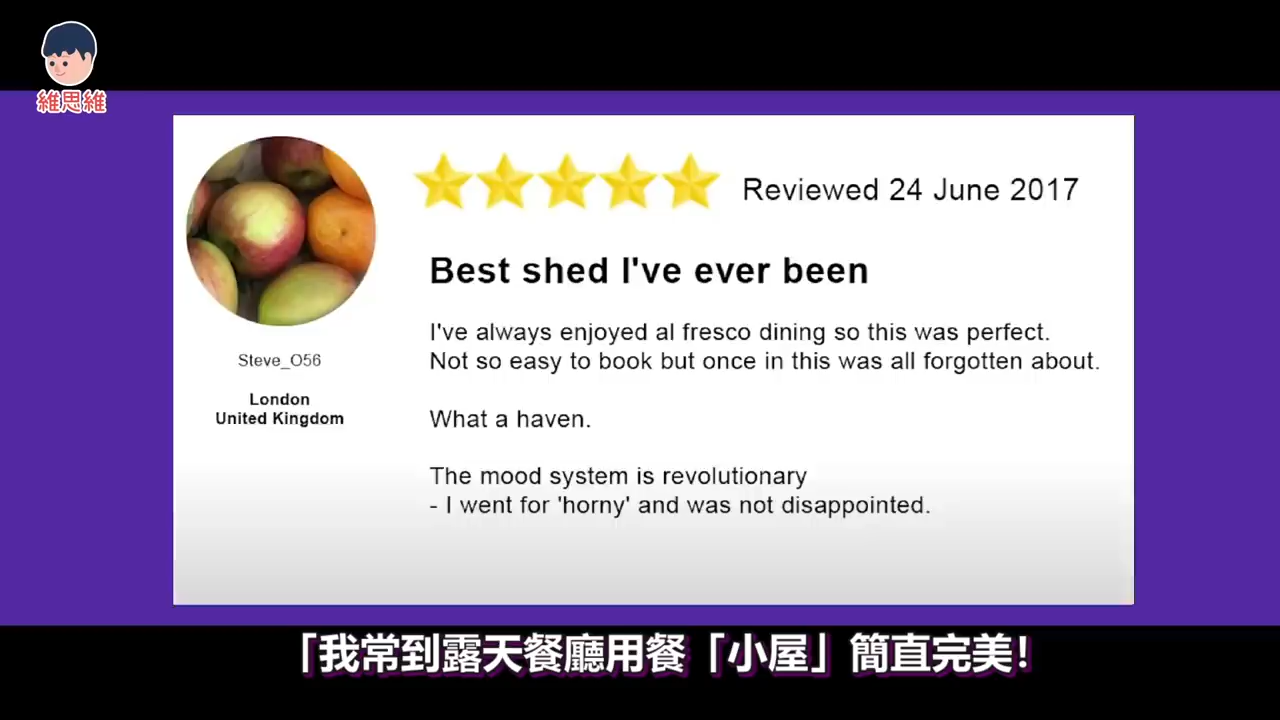 維思維
Reviewed 24 June 2017
Best shed I've ever been
I've always enjoyed al fresco dining so this was perfect.
Not so easy to book but once in this was all forgotten about.
What a haven.
The mood system is revolutionary
- I went for 'horny' and was not disappointed.
Steve_O56
London
United Kingdom
「我常到露天餐廳用餐「小屋」簡直完美!